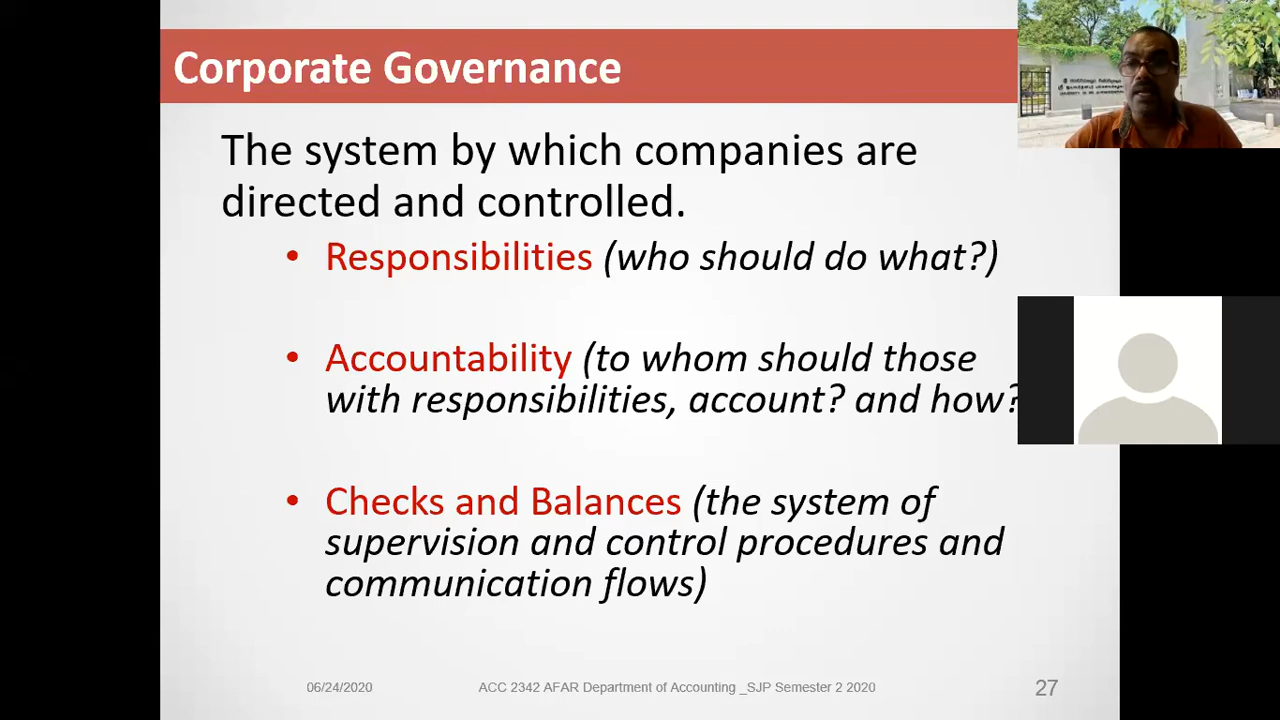 Corporate Governance
The system by which companies are
directed and controlled.
• Responsibilities (who should do what?)
• Accountability (to whom should those
with responsibilities, account? and how?
• Checks and Balances (the system of
supervision and control procedures and
communication flows)
06/24/2020 ACC 2342 AFAR Department of Accounting _SJP Semester 2 2020 27